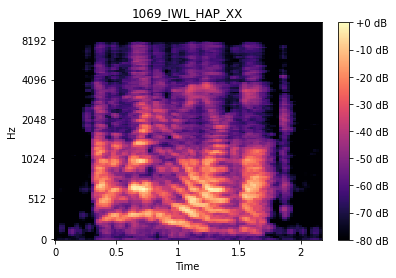 1069_IWL_HAP_XX
+0 dB
8192
-10 dB
4096
-20 dB
-30 dB
2048
Hz
-40 dB
1024
-50 dB
512
-60 dB
-70 dB
0
-80 dB
0 0.5 1 1.5 2
Time